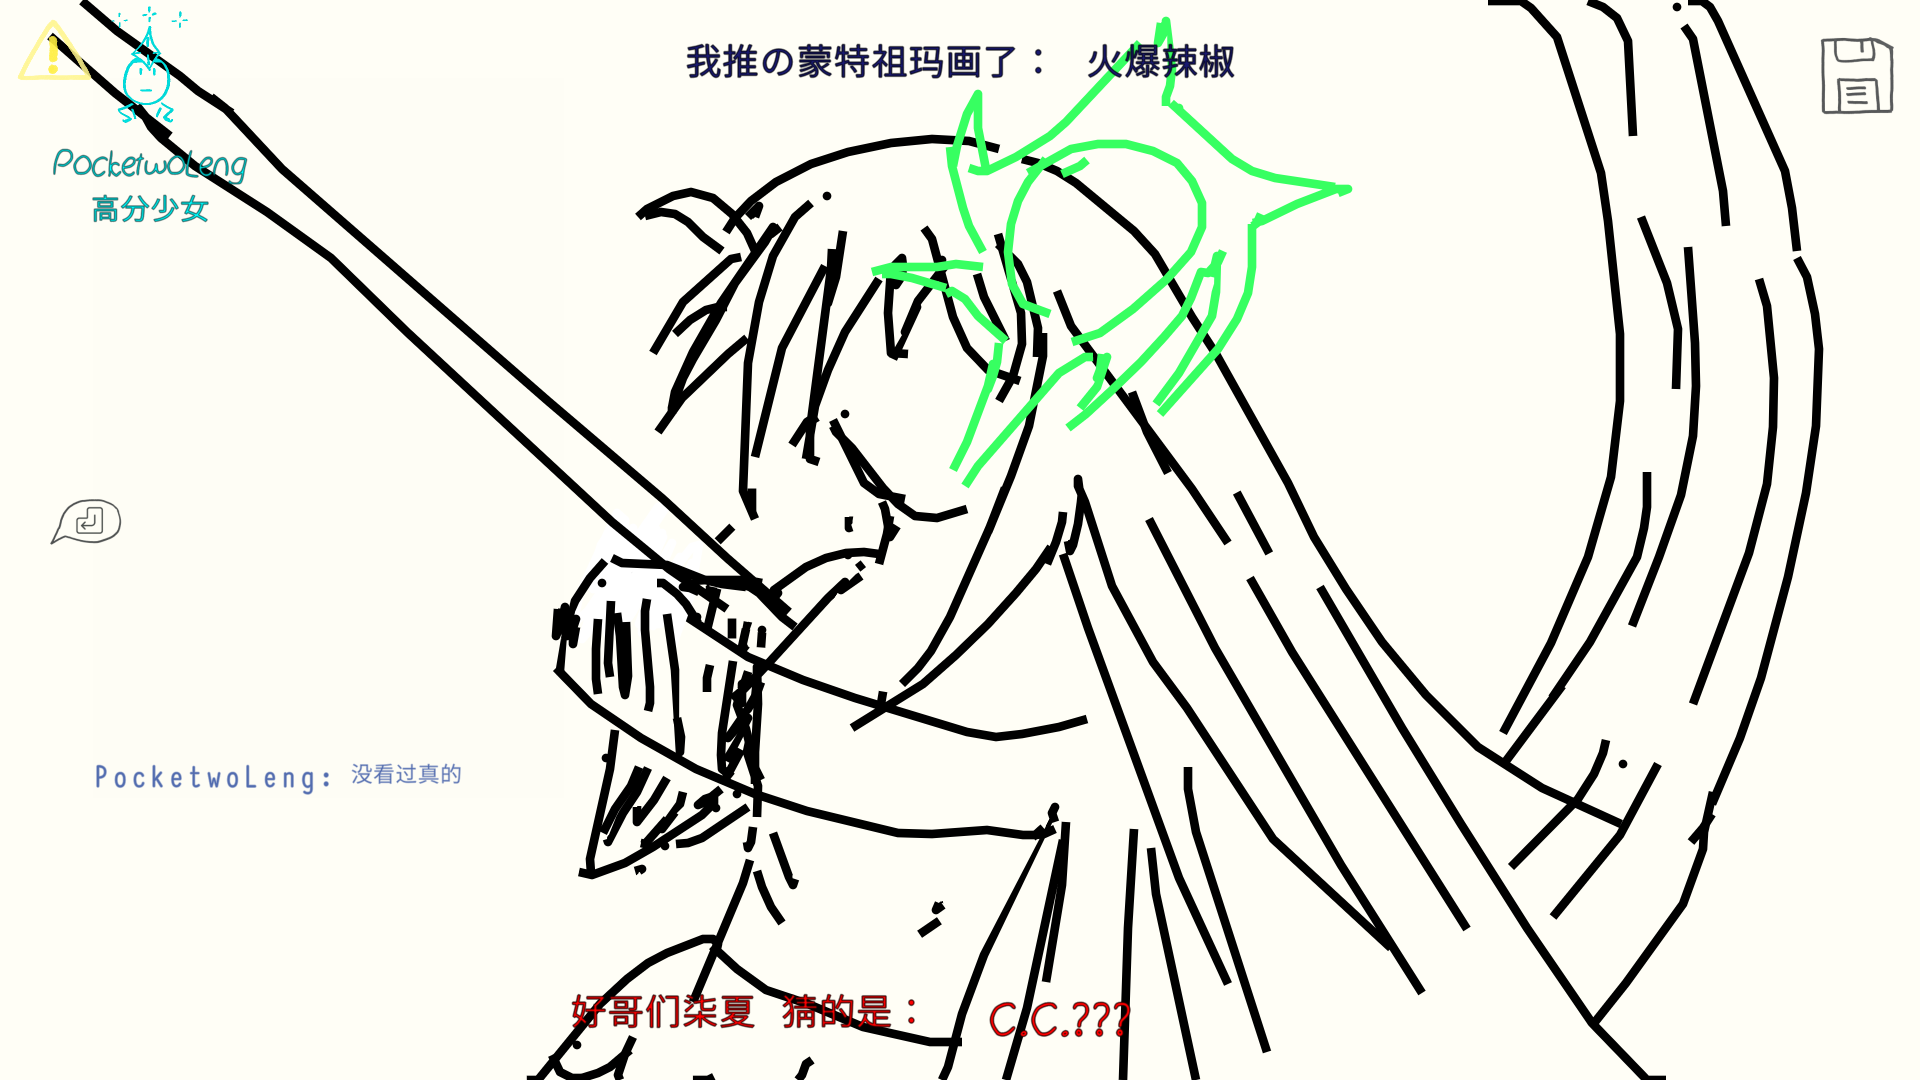 我推の蒙特祖玛画了： 火爆辣椒
PocketwoLeng
高分少女
PocketwoLeng: 没看过真的
好哥们柒夏 猜的是： C.C.???